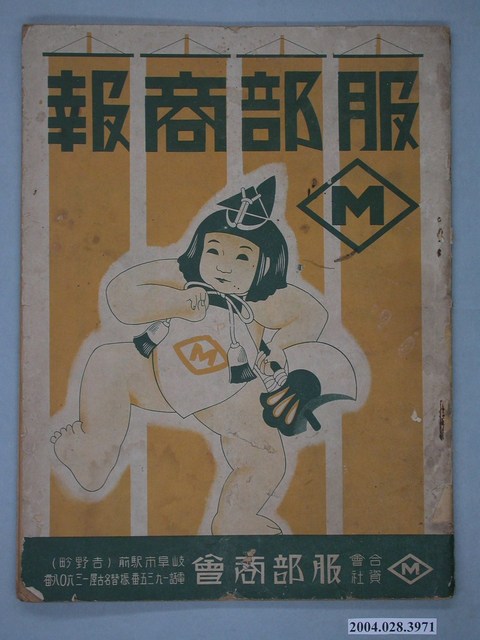 服部商報
M
M
M
合資
會社
服部商會
岐阜市駅前(吉野町)
電話一九三五番 振替名古屋一三六〇八番
2004.028.3971